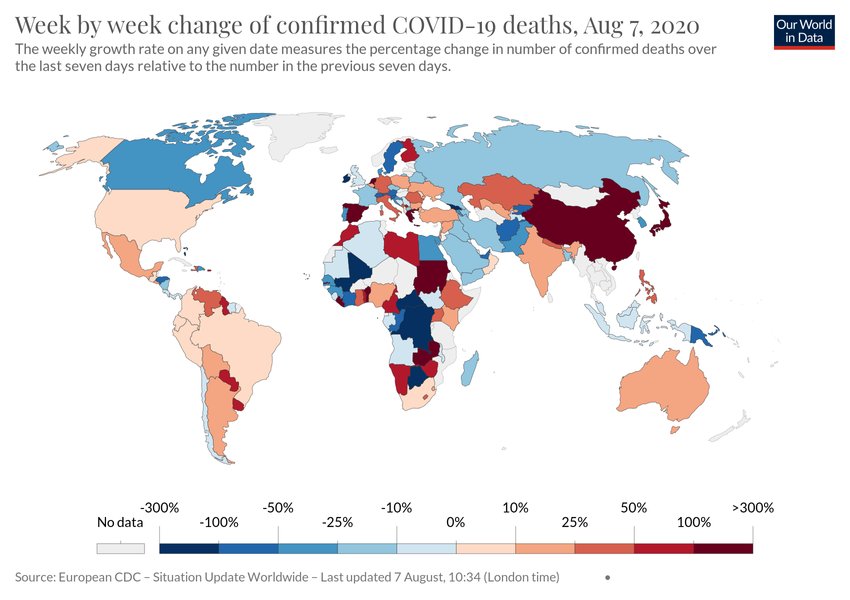 Week by week change of confirmed COVID-19 deaths, Aug 7, 2020
Our World
in Data
The weekly growth rate on any given date measures the percentage change in number of confirmed deaths over
the last seven days relative to the number in the previous seven days.
-300% -50% -10% 10% 50% >300%
No data -100% -25% 0% 25% 100%
Source: European CDC – Situation Update Worldwide – Last updated 7 August, 10:34 (London time) •